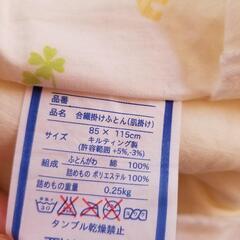 品番
品名 合繊掛けふとん(肌掛け)
サイズ 85 × 115cm
キルティング製
(許容範囲 +5%,-3%)
組成 ふとんがわ 綿 100%
詰めもの ポリエステル 100%
詰めもの重量 0.25kg
タンブル乾燥禁止